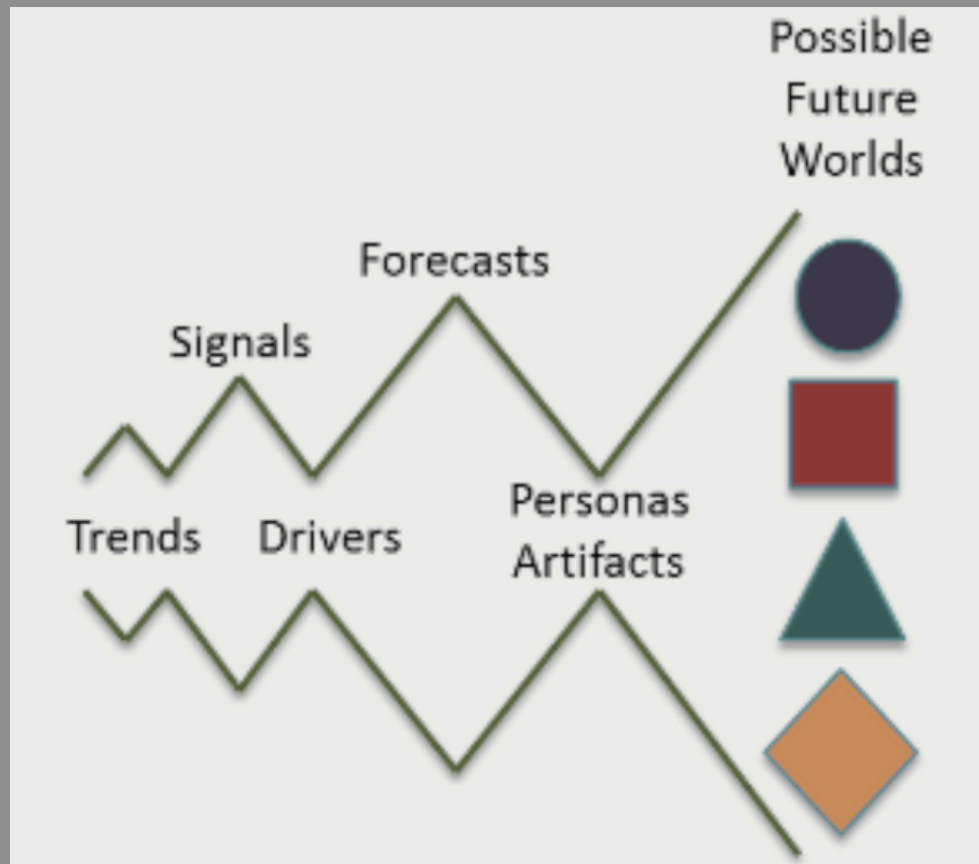 Possible
Future
Worlds
Forecasts
Signals
Trends
Drivers
Personas
Artifacts